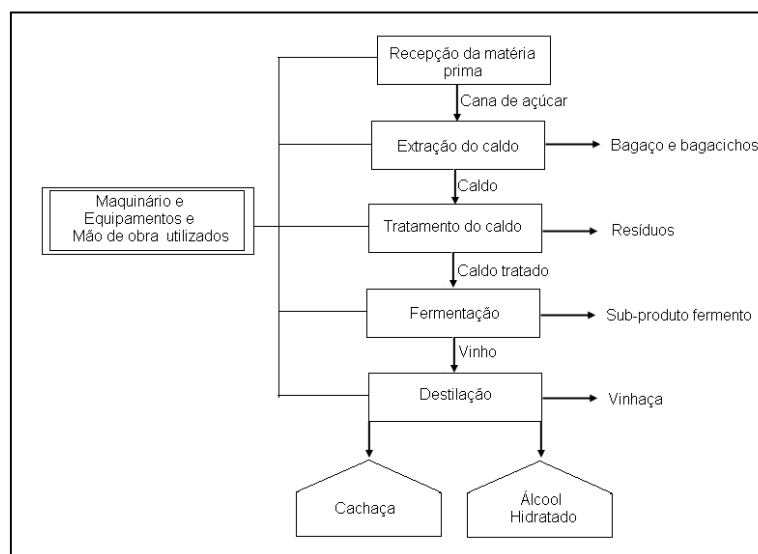 Recepção da matéria
prima
Cana de açúcar
Extração do caldo
Bagaço e bagacichos
Caldo
Maquinário e
Equipamentos e
Mão de obra utilizados
Tratamento do caldo
Resíduos
Caldo tratado
Fermentação
Sub-produto fermento
Vinho
Destilação
Vinhaça
Cachaça
Álcool
Hidratado